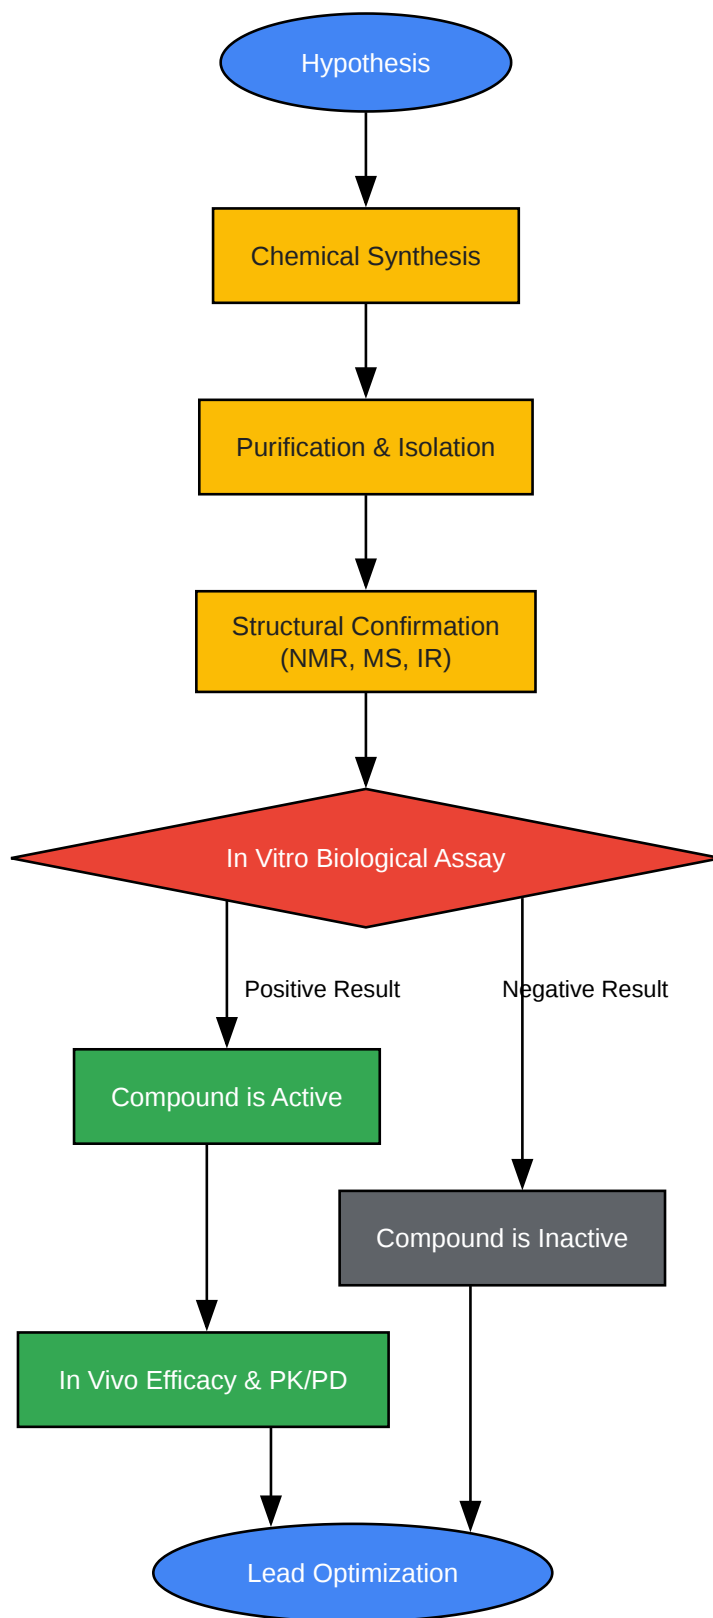 Hypothesis
Chemical Synthesis
Purification & Isolation
Structural Confirmation
(NMR, MS, IR)
In Vitro Biological Assay
Positive Result
Negative Result
Compound is Active
Compound is Inactive
In Vivo Efficacy & PK/PD
Lead Optimization